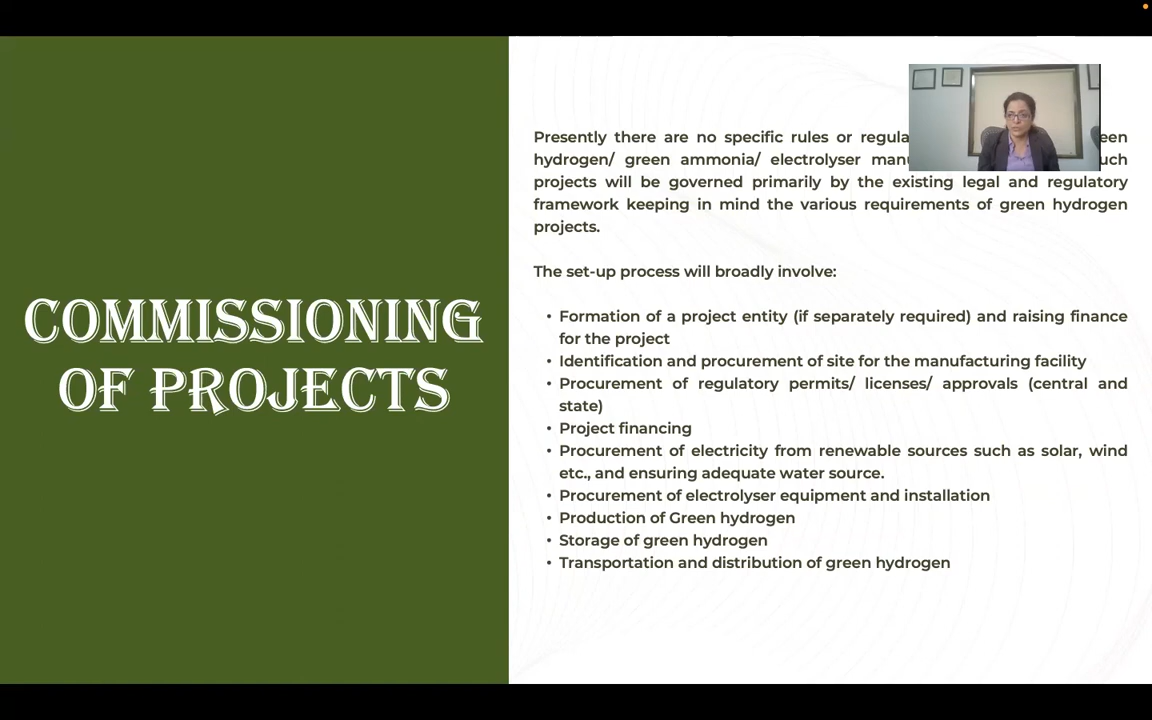 COMMISSIONING
OF PROJECTS
Presently there are no specific rules or
hydrogen/ green ammonia/ electrolyser
projects will be governed primarily by the existing legal and regulatory
framework keeping in mind the various requirements of green hydrogen
projects.
The set-up process will broadly involve:
• Formation of a project entity (if separately required) and raising finance
for the project
• Identification and procurement of site for the manufacturing facility
• Procurement of regulatory permits/ licenses/ approvals (central and
state)
• Project financing
• Procurement of electricity from renewable sources such as solar, wind
etc., and ensuring adequate water source.
• Procurement of electrolyser equipment and installation
• Production of Green hydrogen
• Storage of green hydrogen
• Transportation and distribution of green hydrogen